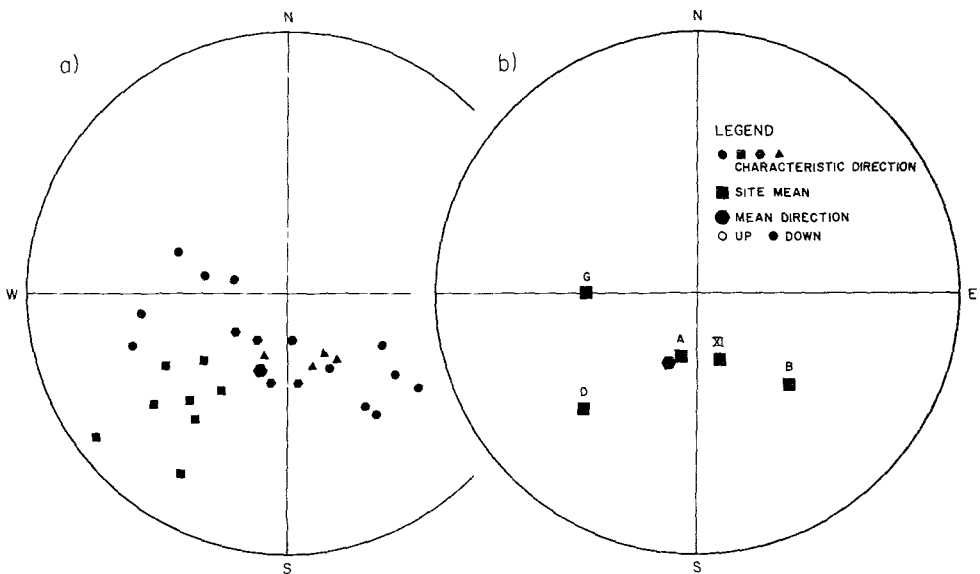 a)
N
W
S
b)
N
E
S
LEGEND
CHARACTERISTIC DIRECTION
SITE MEAN
MEAN DIRECTION
UP DOWN
G
A XI
B
D